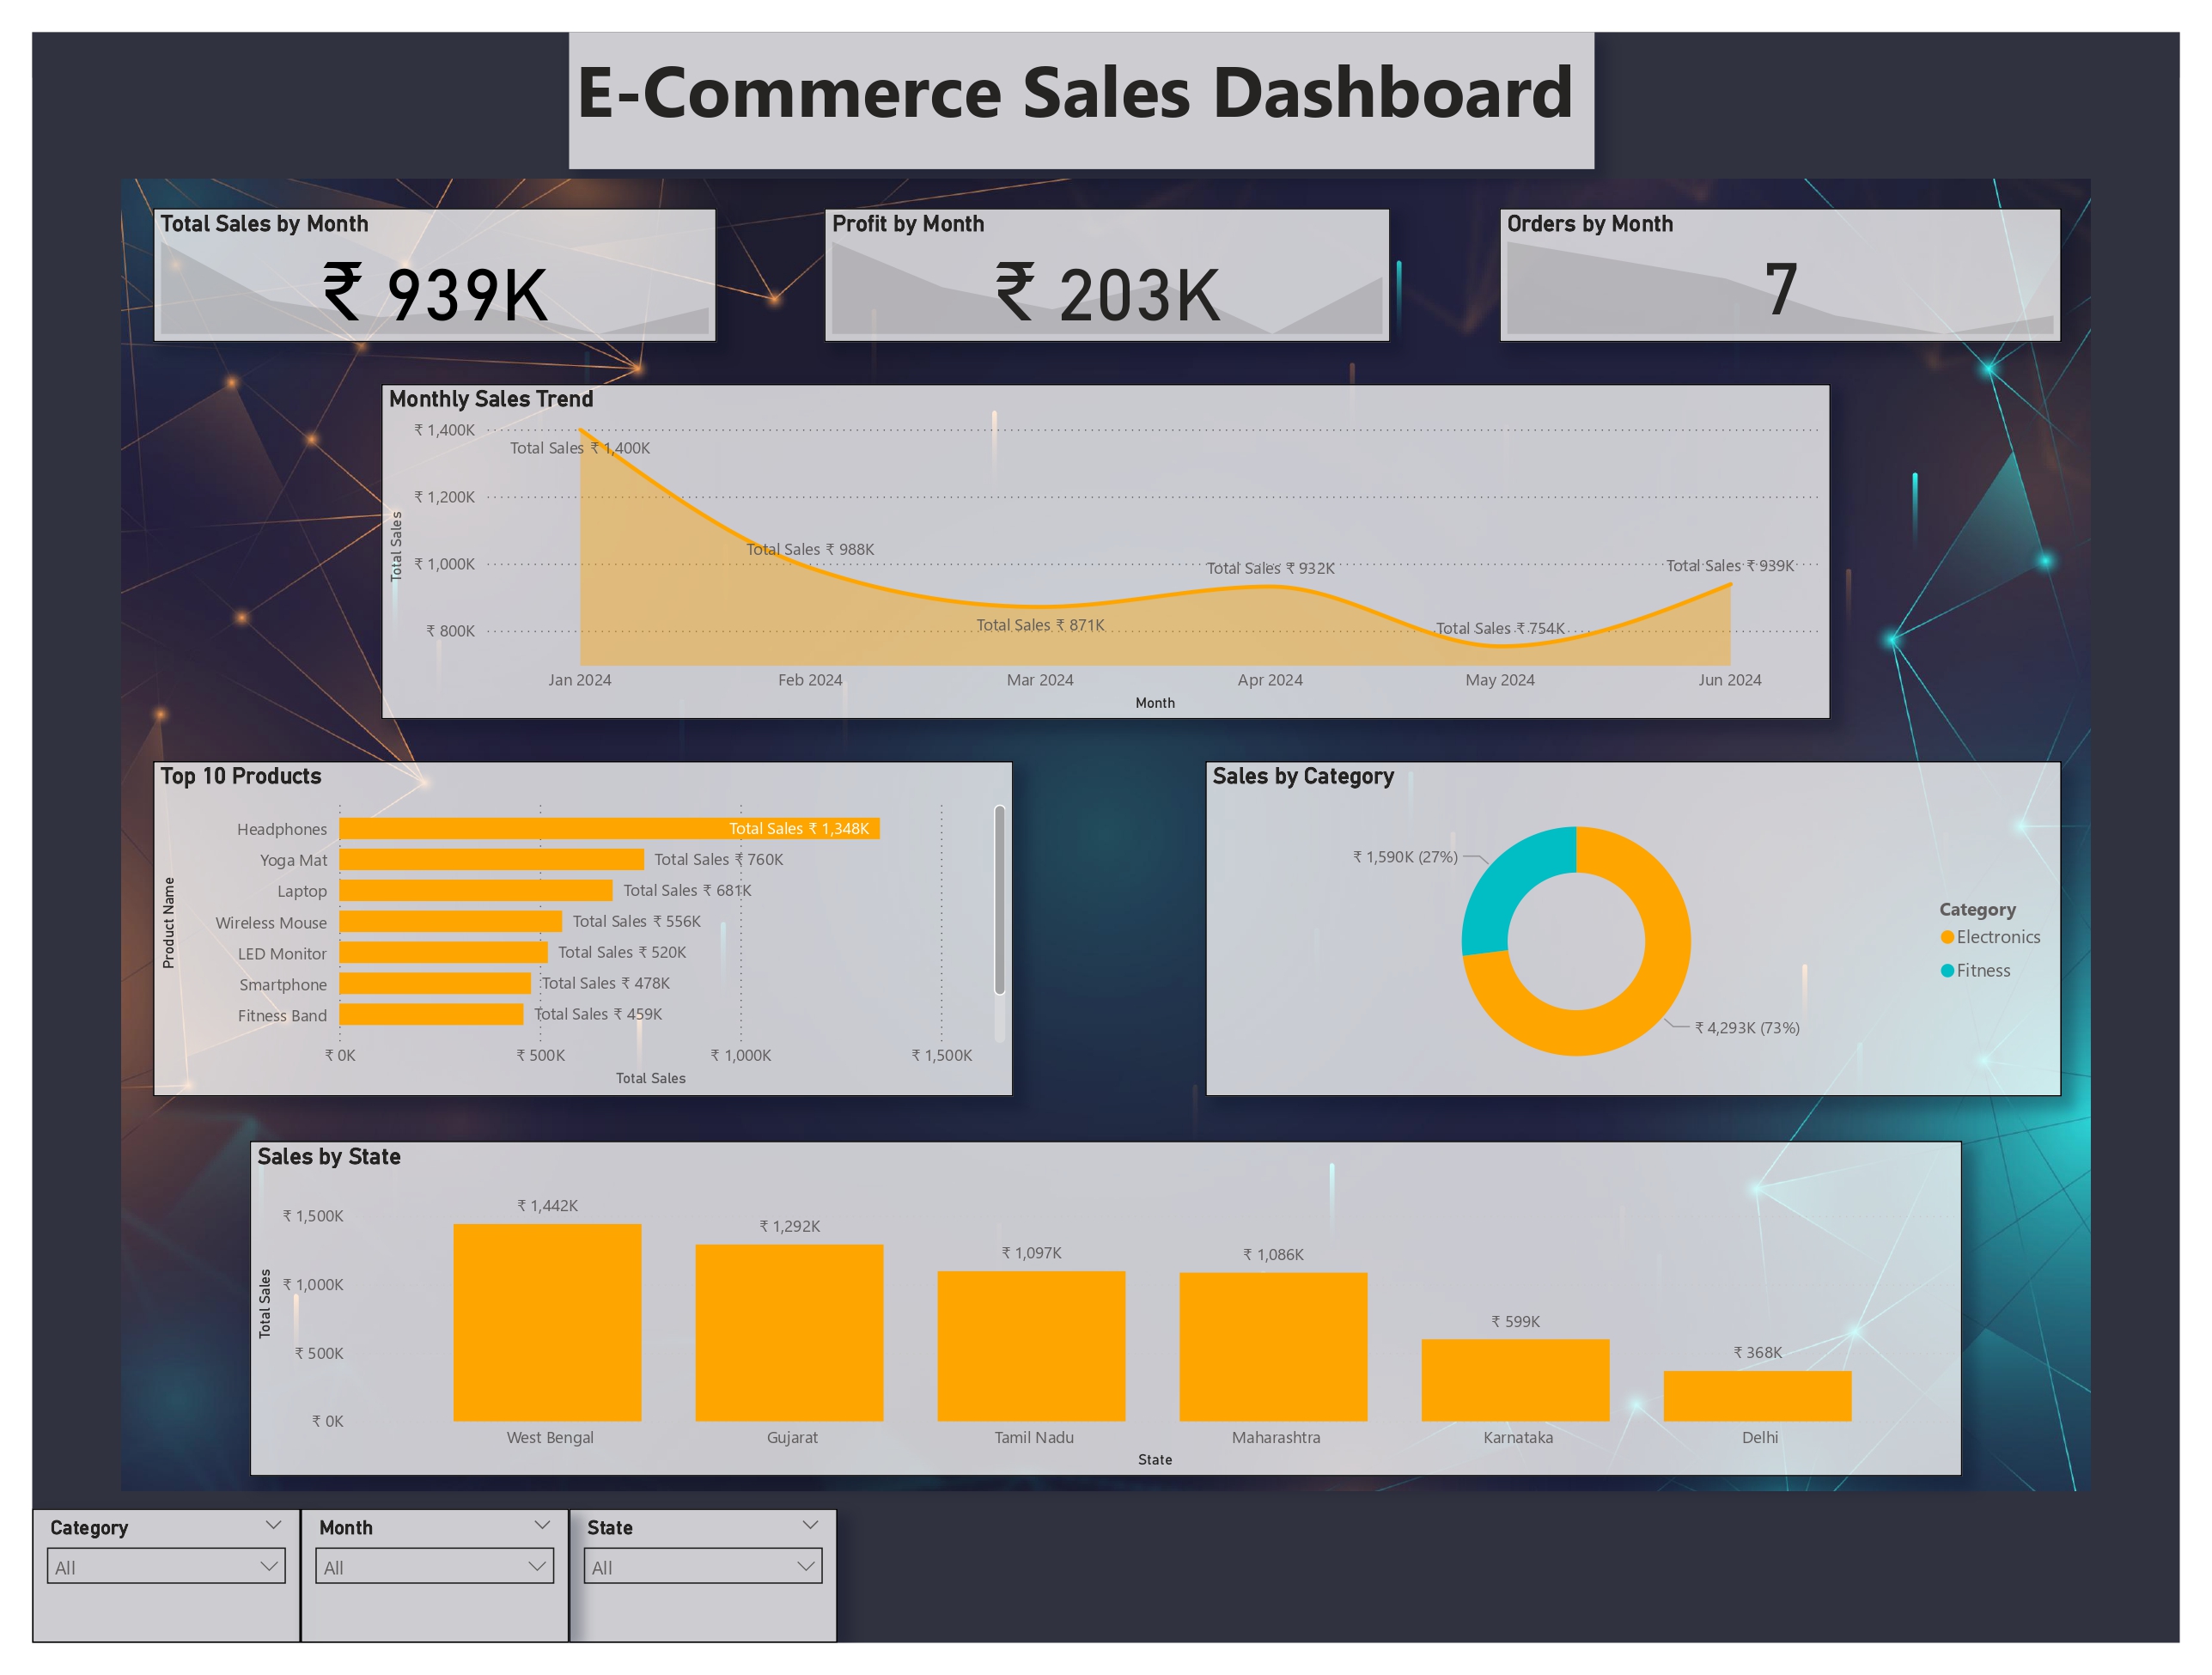 E-Commerce Sales Dashboard
Total Sales by Month
₹ 939K
Profit by Month
₹ 203K
Orders by Month
7
Monthly Sales Trend
Total Sales
₹ 1,400K
₹ 1,200K
₹ 1,000K
₹ 800K
Total Sales ₹ 1,400K
Total Sales ₹ 988K
Total Sales ₹ 871K
Total Sales ₹ 932K
Total Sales ₹ 754K
Total Sales ₹ 939K
Jan 2024
Feb 2024
Mar 2024
Apr 2024
May 2024
Jun 2024
Month
Top 10 Products
Product Name
Headphones
Total Sales ₹ 1,348K
Yoga Mat
Total Sales ₹ 760K
Laptop
Total Sales ₹ 681K
Wireless Mouse
Total Sales ₹ 556K
LED Monitor
Total Sales ₹ 520K
Smartphone
Total Sales ₹ 478K
Fitness Band
Total Sales ₹ 459K
₹ 0K
₹ 500K
₹ 1,000K
₹ 1,500K
Total Sales
Sales by Category
₹ 1,590K (27%)
₹ 4,293K (73%)
Category
Electronics
Fitness
Sales by State
Total Sales
₹ 1,500K
₹ 1,000K
₹ 500K
₹ 0K
₹ 1,442K
₹ 1,292K
₹ 1,097K
₹ 1,086K
₹ 599K
₹ 368K
West Bengal
Gujarat
Tamil Nadu
Maharashtra
Karnataka
Delhi
State
Category
All
Month
All
State
All